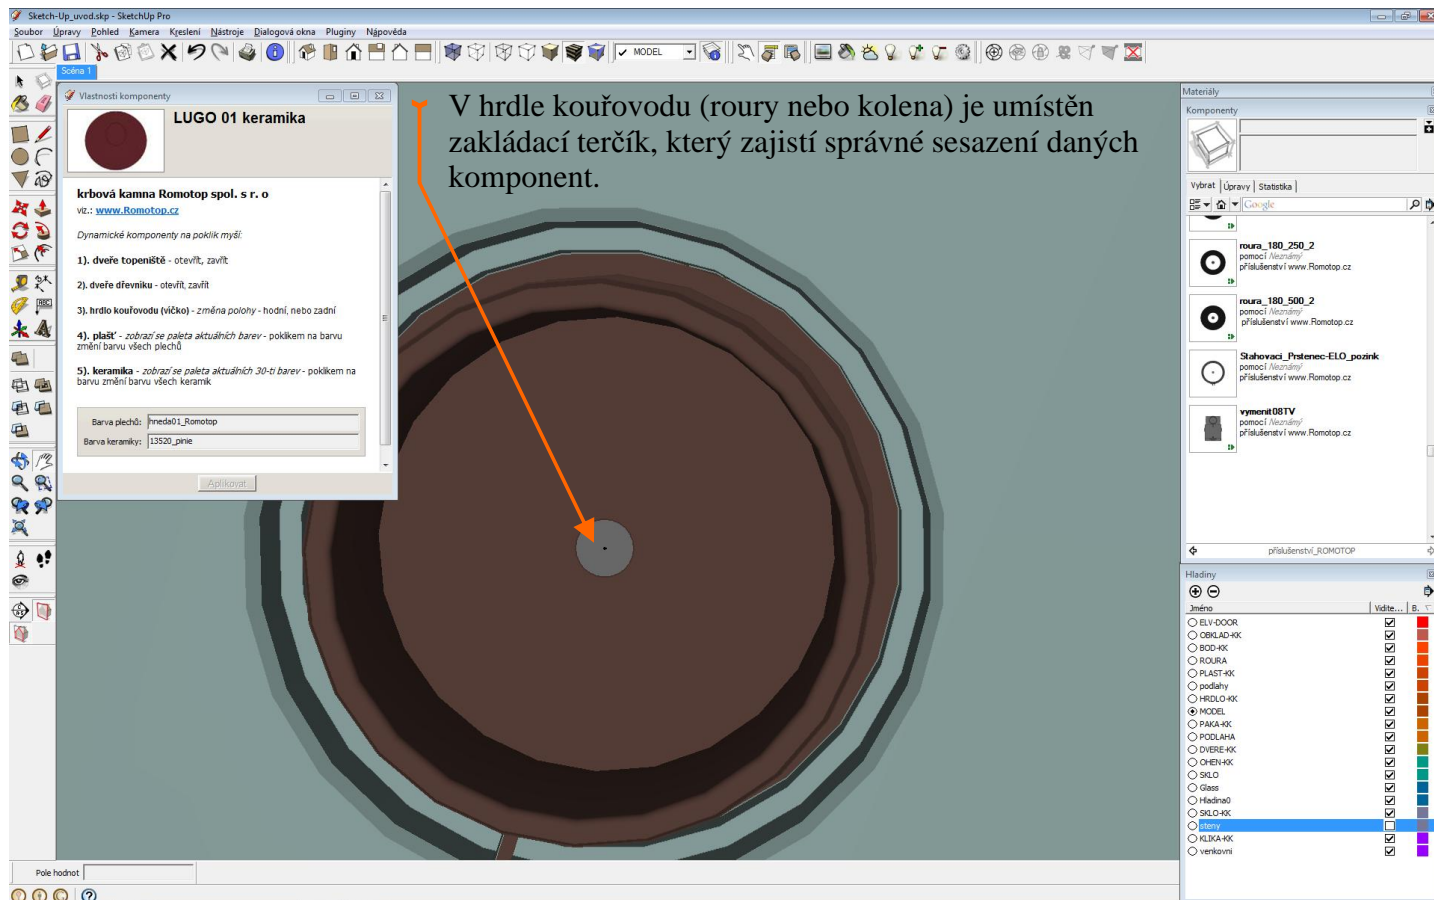 Sketch-Up_uvod.skp - SketchUp Pro
Soubor Úpravy Pohled Kamera Kreslení Nástroje Dialogová okna Pluginy Nápověda
MODEL
Scéna 1
Vlastnosti komponenty
LUGO 01 keramika
krbová kamna Romotop spol. s r. o
viz.: www.Romotop.cz
Dynamické komponenty na poklik myší:
1). dveře topeniště - otevřít, zavřít
2). dveře dřevniku - otevřít, zavřít
3). hrdlo kouřovodu (víčko) - změna polohy - hodní, nebo zadní
4). plašť - zobrazí se paleta aktuálních barev - poklikem na barvu
změní barvu všech plechů
5). keramika - zobrazí se paleta aktuálních 30-ti barev - poklikem na
barvu změní barvu všech keramik
Barva plechů: hneda01_Romotop
Barva keramiky: 13520_pinie
Aplikovat
V hrdle kouřovodu (roury nebo kolena) je umístěn
zakládací terčík, který zajistí správné sesazení daných
komponent.
Materiály
Komponenty
Vybrat Úpravy Statistika
Google
roura_180_250_2
pomocí Neznámý
příslušenství www.Romotop.cz
roura_180_500_2
pomocí Neznámý
příslušenství www.Romotop.cz
Stahovaci_Prstenec-ELO_pozink
pomocí Neznámý
příslušenství www.Romotop.cz
vymenit08TV
pomocí Neznámý
příslušenství www.Romotop.cz
příslušenství_ROMOTOP
Hladiny
Jméno Vidite... B.
ELV-DOOR
OBKLAD-KK
BOD-KK
ROURA
PLAST-KK
podlahy
HRDLO-KK
MODEL
PAKA-KK
PODLAHA
DVERE-KK
OHEN-KK
SKLO
Glass
Hladina0
SKLO-KK
steny
KLIKA-KK
venkovni
Pole hodnot